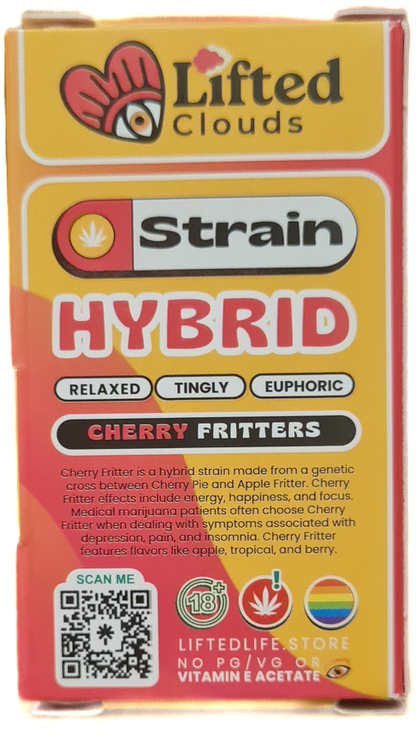 Lifted
Clouds
Strain
HYBRID
RELAXED TINGLY EUPHORIC
CHERRY FRITTERS
Cherry Fritter is a hybrid strain made from a genetic
cross between Cherry Pie and Apple Fritter. Cherry
Fritter effects include energy, happiness, and focus.
Medical marijuana patients often choose Cherry
Fritter when dealing with symptoms associated with
depression, pain, and insomnia. Cherry Fritter
features flavors like apple, tropical, and berry.
SCAN ME
18+
!
LIFTEDLIFE.STORE
NO PG/VG OR
VITAMIN E ACETATE